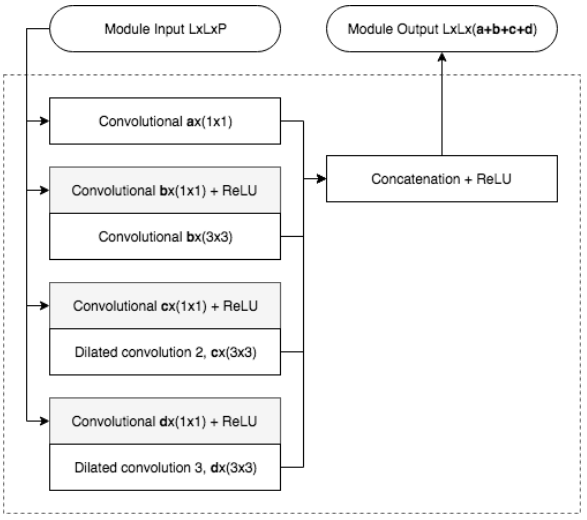 Module Input LxLxP
Module Output LxLx(a+b+c+d)
Convolutional ax(1x1)
Convolutional bx(1x1) + ReLU
Convolutional bx(3x3)
Convolutional cx(1x1) + ReLU
Dilated convolution 2, cx(3x3)
Convolutional dx(1x1) + ReLU
Dilated convolution 3, dx(3x3)
Concatenation + ReLU